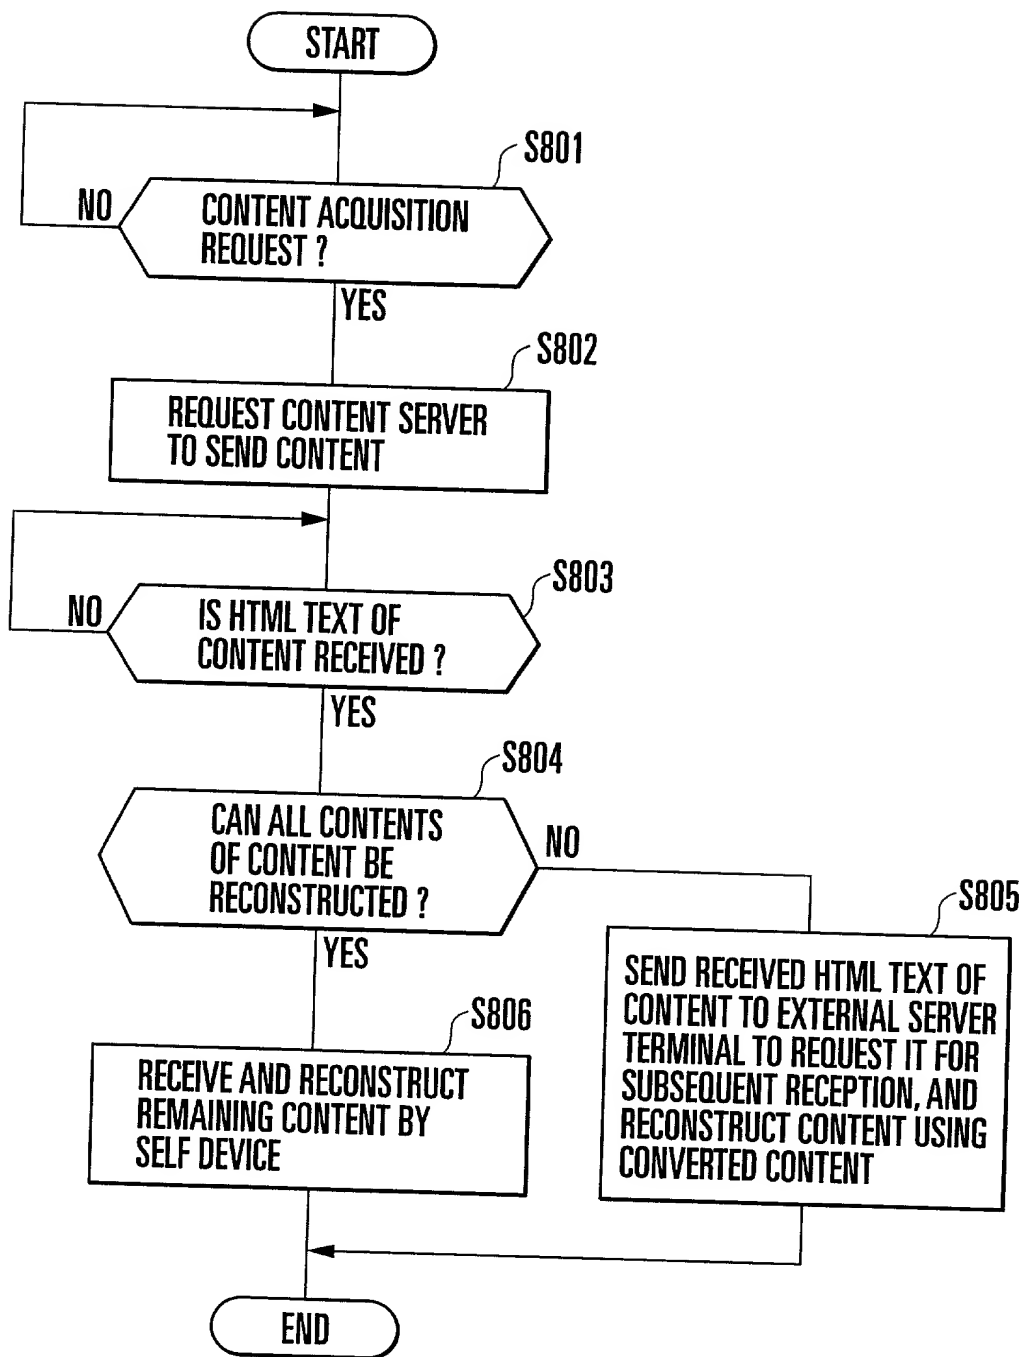 START
S801
NO
CONTENT ACQUISITION
REQUEST ?
YES
S802
REQUEST CONTENT SERVER
TO SEND CONTENT
S803
NO
IS HTML TEXT OF
CONTENT RECEIVED ?
YES
S804
CAN ALL CONTENTS
OF CONTENT BE
RECONSTRUCTED ?
NO
YES
S805
SEND RECEIVED HTML TEXT OF
CONTENT TO EXTERNAL SERVER
TERMINAL TO REQUEST IT FOR
SUBSEQUENT RECEPTION, AND
RECONSTRUCT CONTENT USING
CONVERTED CONTENT
S806
RECEIVE AND RECONSTRUCT
REMAINING CONTENT BY
SELF DEVICE
END